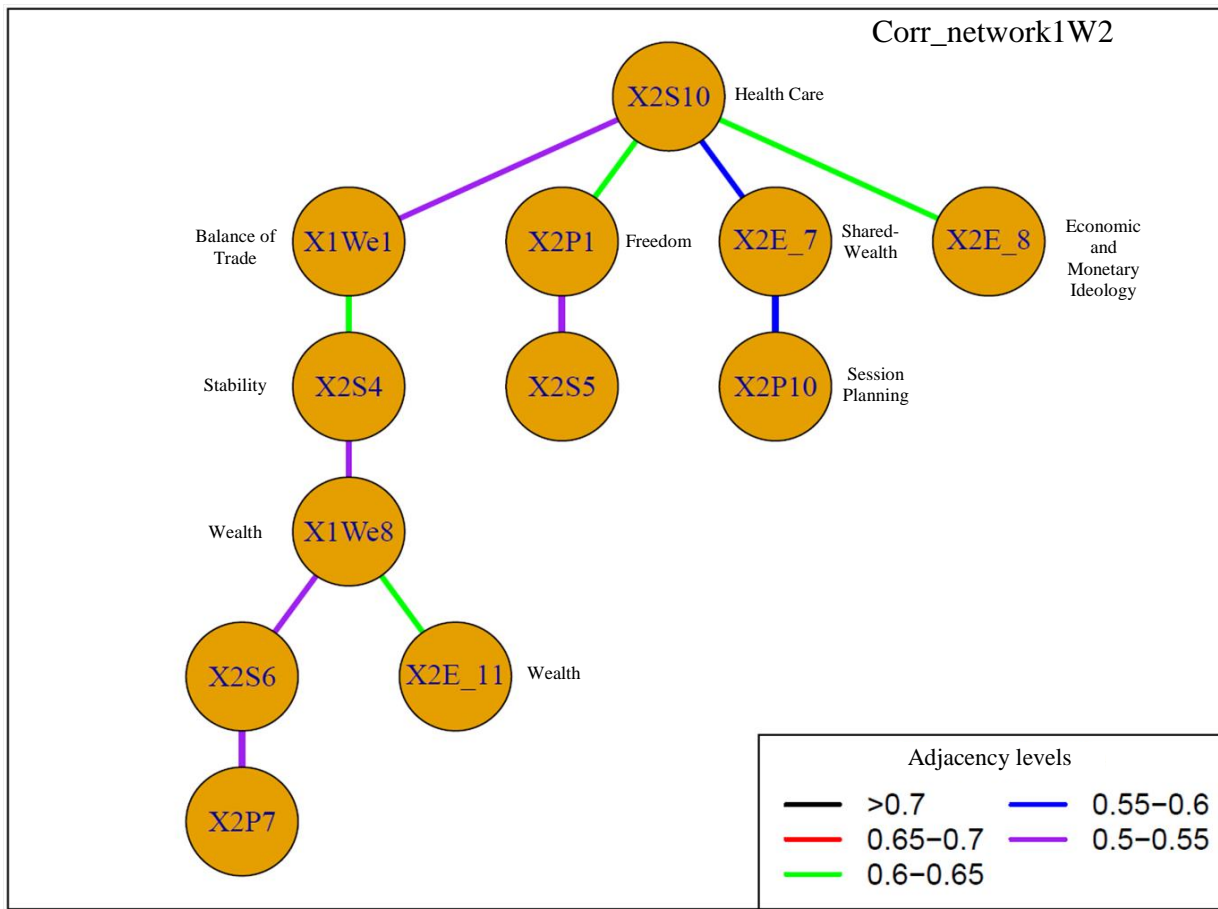 Corr_network1W2
X2S10
Health Care
Balance of
Trade
X1We1
X2P1
Freedom
X2E_7
Shared-
Wealth
X2E_8
Economic
and
Monetary
Ideology
Stability
X2S4
X2S5
X2P10
Session
Planning
Wealth
X1We8
X2S6
X2E_11
Wealth
X2P7
Adjacency levels
>0.7
0.55−0.6
0.65−0.7
0.5−0.55
0.6−0.65